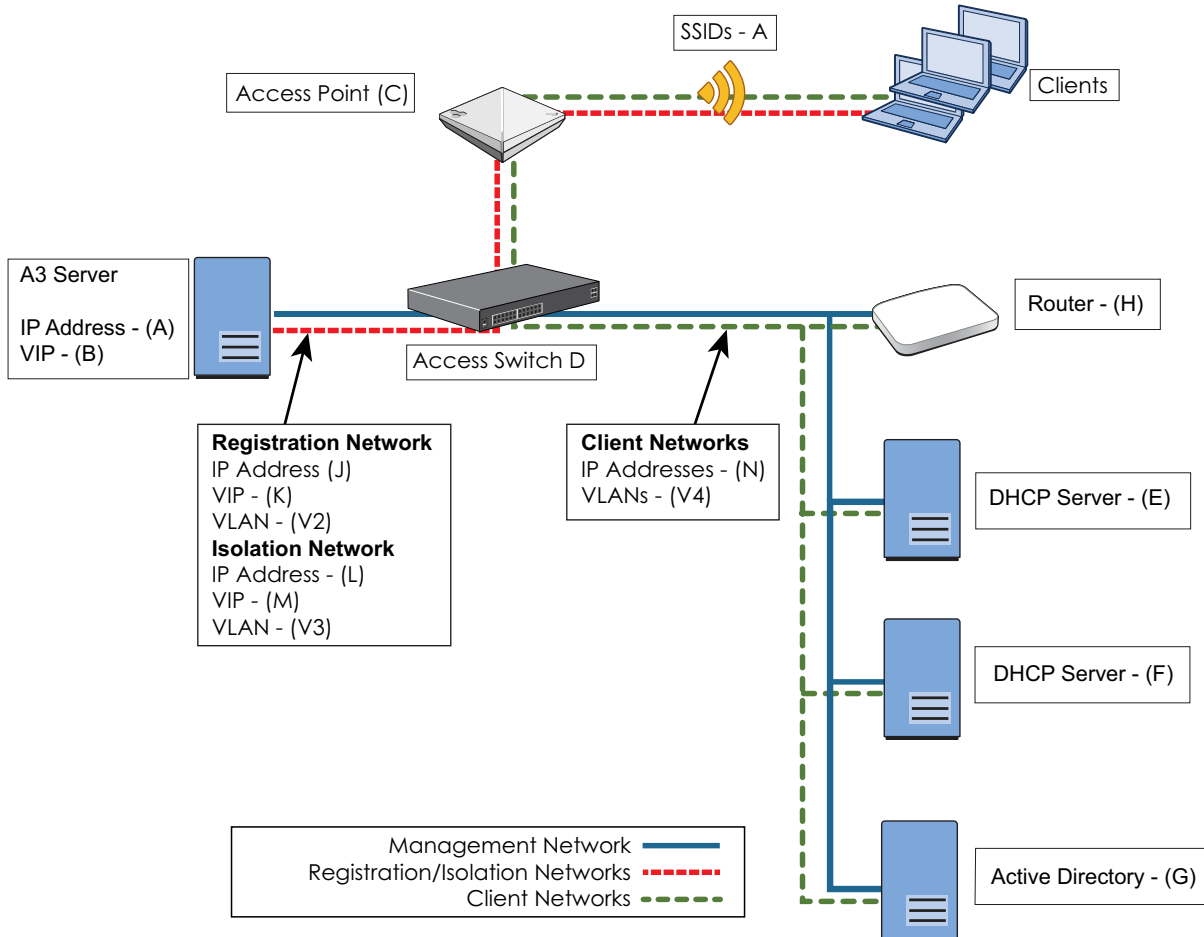 SSIDs - A
Access Point (C)
Clients
A3 Server
IP Address - (A)
VIP - (B)
Access Switch D
Router - (H)
Registration Network
IP Address (J)
VIP - (K)
VLAN - (V2)
Isolation Network
IP Address - (L)
VIP - (M)
VLAN - (V3)
Client Networks
IP Addresses - (N)
VLANs - (V4)
DHCP Server - (E)
DHCP Server - (F)
Active Directory - (G)
Management Network
Registration/Isolation Networks
Client Networks